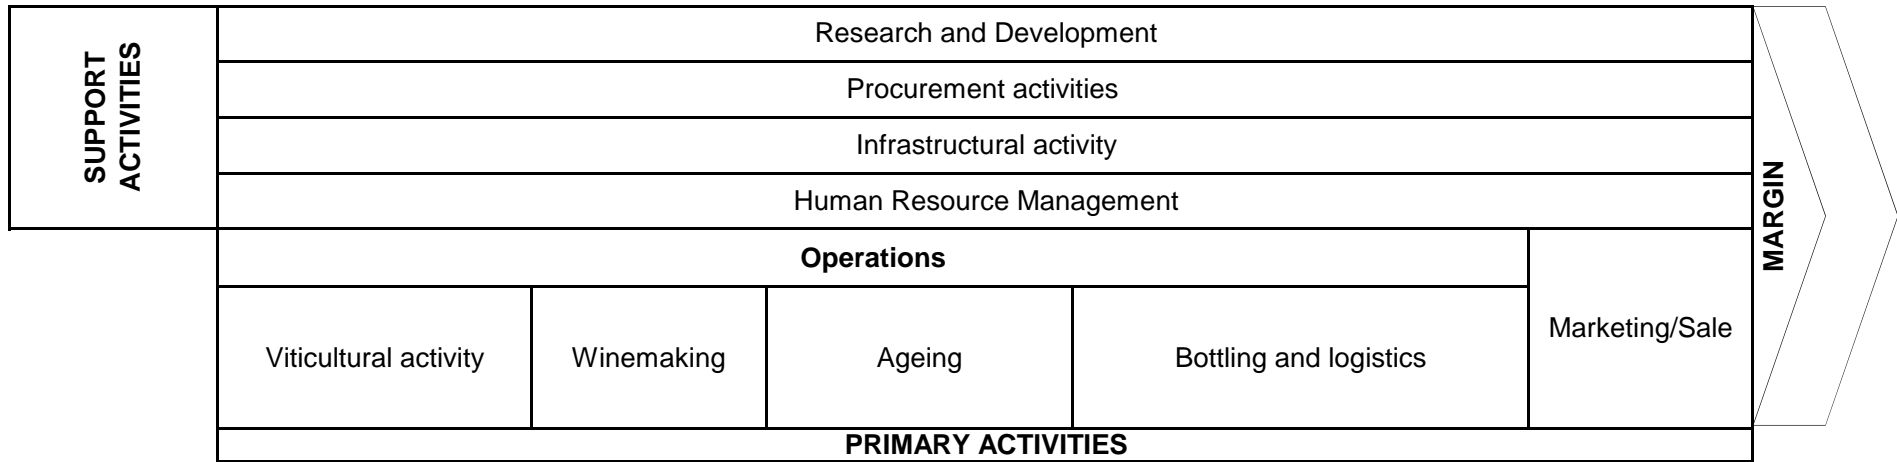 SUPPORT
ACTIVITIES
Research and Development
Procurement activities
Infrastructural activity
Human Resource Management
Operations
Viticultural activity
Winemaking
Ageing
Bottling and logistics
Marketing/Sale
PRIMARY ACTIVITIES
MARGIN